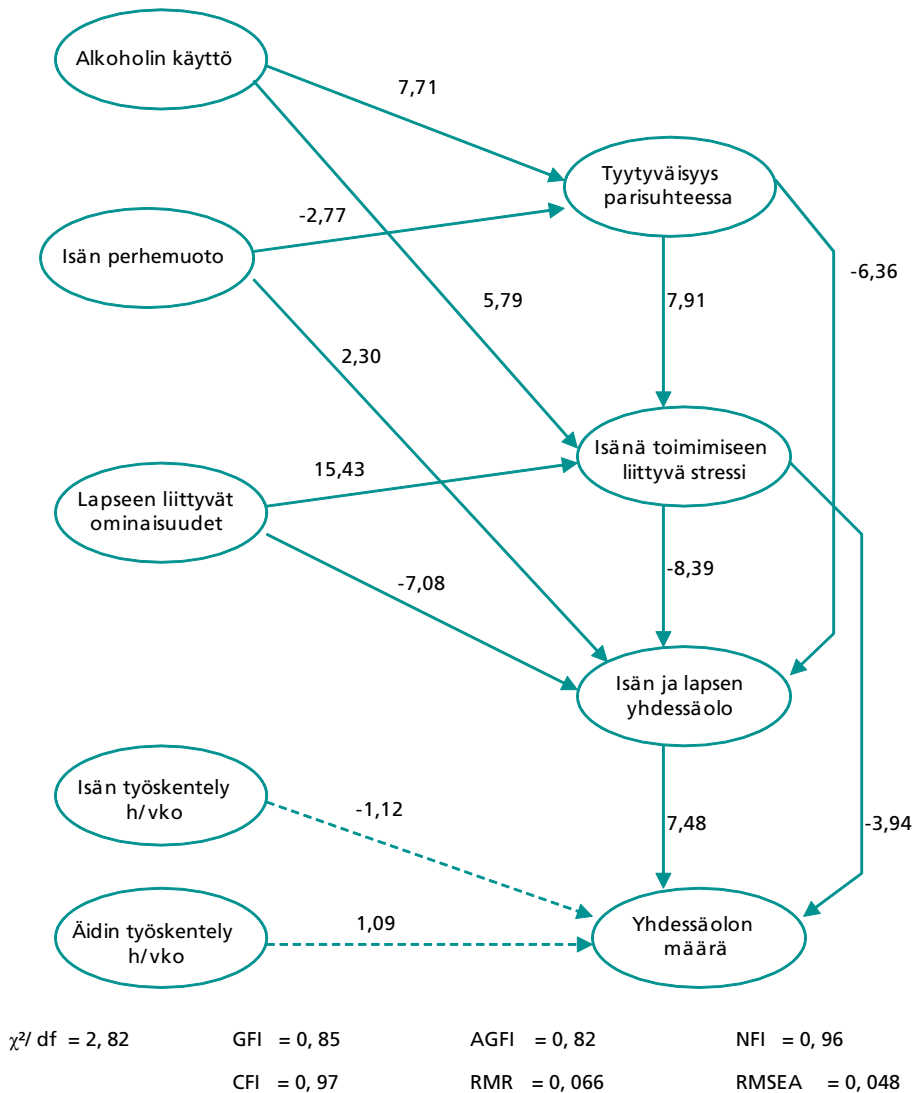 Alkoholin käyttö
7,71
Tyytyväisyys
parisuhteessa
-2,77
Isän perhemuoto
-6,36
5,79
7,91
2,30
Isänä toimimiseen
liittyvä stressi
15,43
Lapseen liittyvät
ominaisuudet
-8,39
-7,08
Isän ja lapsen
yhdessäolo
Isän työskentely
h/vko
-1,12
7,48
-3,94
Äidin työskentely
h/vko
1,09
Yhdessäolon
määrä
χ²/ df = 2, 82 GFI = 0, 85 AGFI = 0, 82 NFI = 0, 96
CFI = 0, 97 RMR = 0, 066 RMSEA = 0, 048